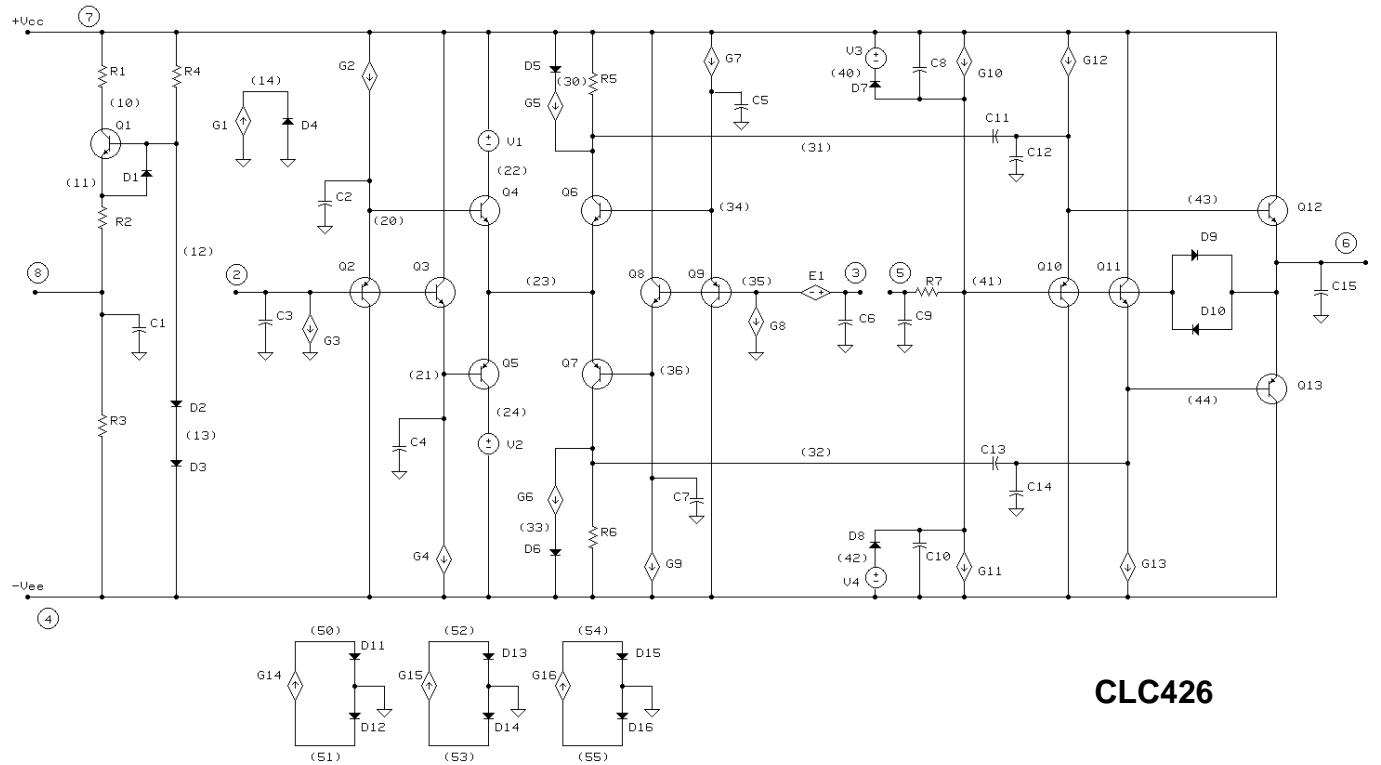 +Vcc
7
R1
R4
G2
D5
(30)
R5
G7
V3
(40)
D7
C8
G10
G12
(14)
(10)
G1
D4
G5
C5
Q1
V1
C11
D1
(31)
C12
(11)
(22)
C2
Q4
Q6
(34)
(43)
Q12
R2
(20)
(12)
D9
8
2
Q2
Q3
(23)
Q8
Q9
(35)
E1
3
5
R7
(41)
Q10
Q11
6
C1
C3
G3
G8
C6
C9
D10
C15
Q5
Q7
(21)
(36)
Q13
R3
D2
(24)
(44)
(13)
C4
V2
(32)
C13
D3
G6
C7
C14
(33)
R6
D8
G4
D6
G9
(42)
C10
G11
G13
V4
-Vee
4
(50)
(52)
(54)
D11
D13
D15
G14
G15
G16
D12
D14
D16
(51)
(53)
(55)
CLC426